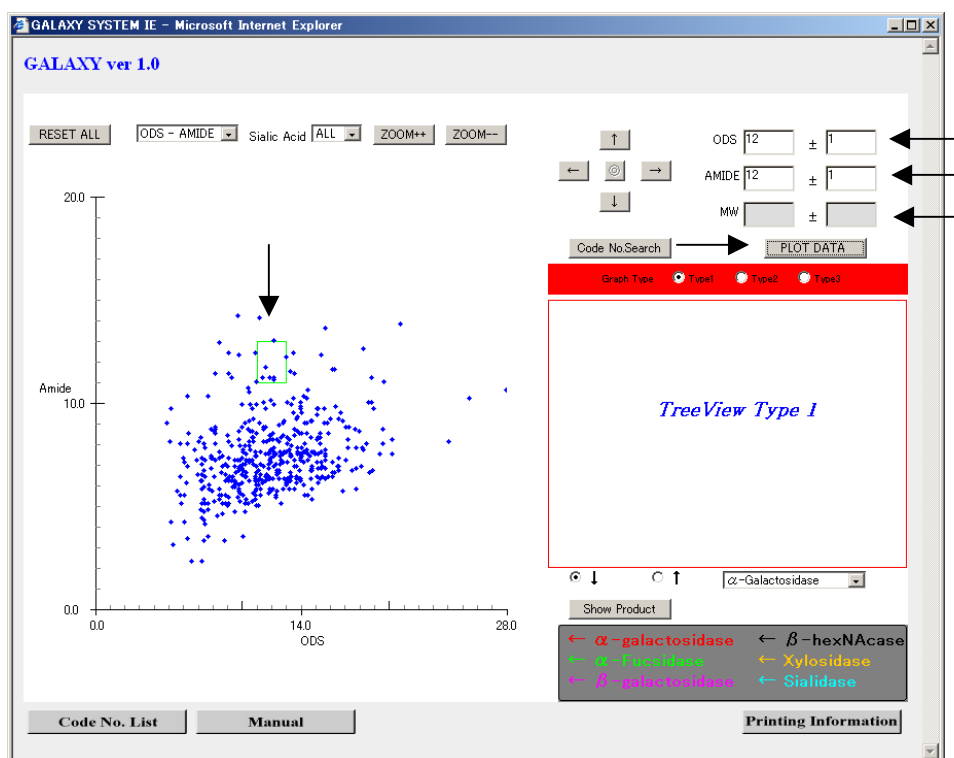 GALAXY SYSTEM IE - Microsoft Internet Explorer
GALAXY ver 1.0
RESET ALL ODS - AMIDE Sialic Acid ALL ZOOM++ ZOOM--
↑
← ◎ →
↓
ODS 12 ± 1
AMIDE 12 ± 1
MW ±
Code No.Search PLOT DATA
Graph Type Type1 Type2 Type3
20.0
Amide
10.0
0.0
0.0 14.0 28.0
ODS
TreeView Type 1
↓ ↑ α-Galactosidase
Show Product
← α-galactosidase ← β-hexNAcase
← α-Fucsidase ← Xylosidase
← β-galactosidase ← Sialidase
Code No. List Manual Printing Information